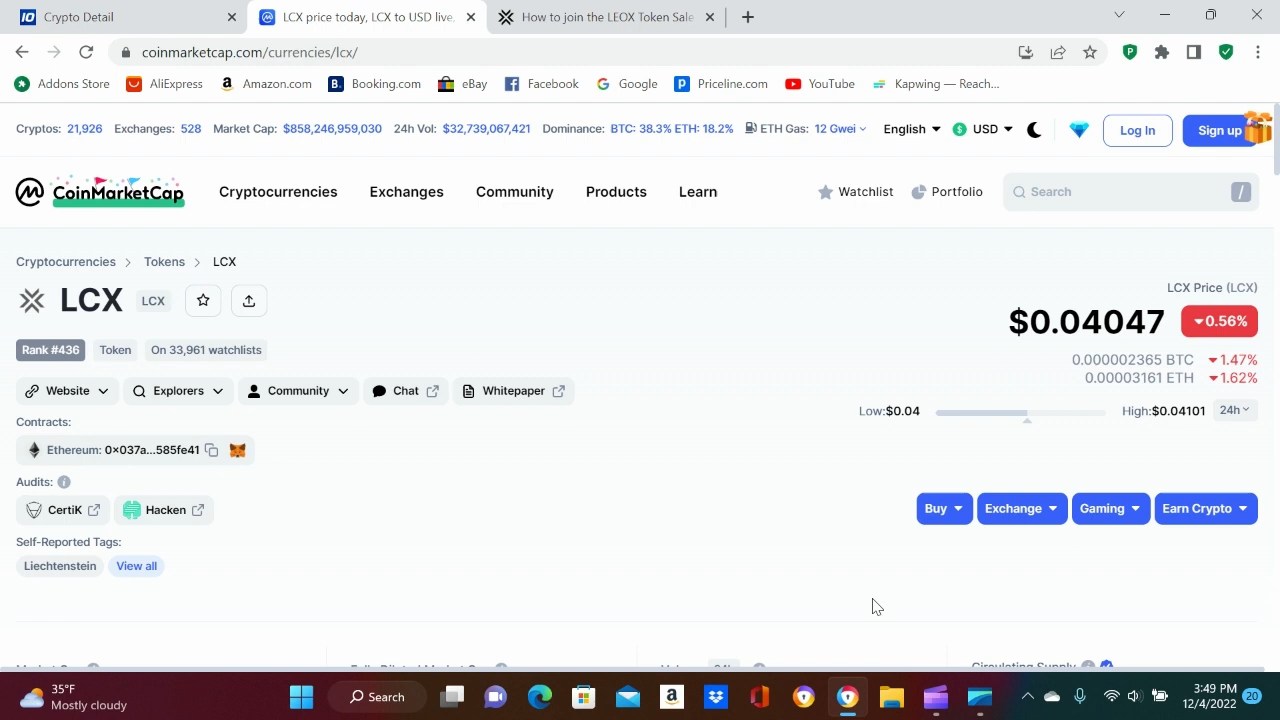 Crypto Detail
LCX price today, LCX to USD live,
How to join the LEOX Token Sale
coinmarketcap.com/currencies/lcx/
Addons Store AliExpress Amazon.com Booking.com eBay Facebook Google Priceline.com YouTube Kapwing — Reach...
Cryptos: 21,926 Exchanges: 528 Market Cap: $858,246,959,030 24h Vol: $32,739,067,421 Dominance: BTC: 38.3% ETH: 18.2% ETH Gas: 12 Gwei English USD Log In Sign up
CoinMarketCap Cryptocurrencies Exchanges Community Products Learn Watchlist Portfolio Search /
Cryptocurrencies > Tokens > LCX
LCX Price (LCX)
LCX LCX
$0.04047 0.56%
Rank #436 Token On 33,961 watchlists
0.000002365 BTC 1.47%
0.00003161 ETH 1.62%
Website Explorers Community Chat Whitepaper
Low:$0.04 High:$0.04101 24h
Contracts:
Ethereum: 0x037a...585fe41
Audits:
CertiK Hacken
Buy Exchange Gaming Earn Crypto
Self-Reported Tags:
Liechtenstein View all
Circulating Supply
35°F
Mostly cloudy
Search
3:49 PM
12/4/2022
20